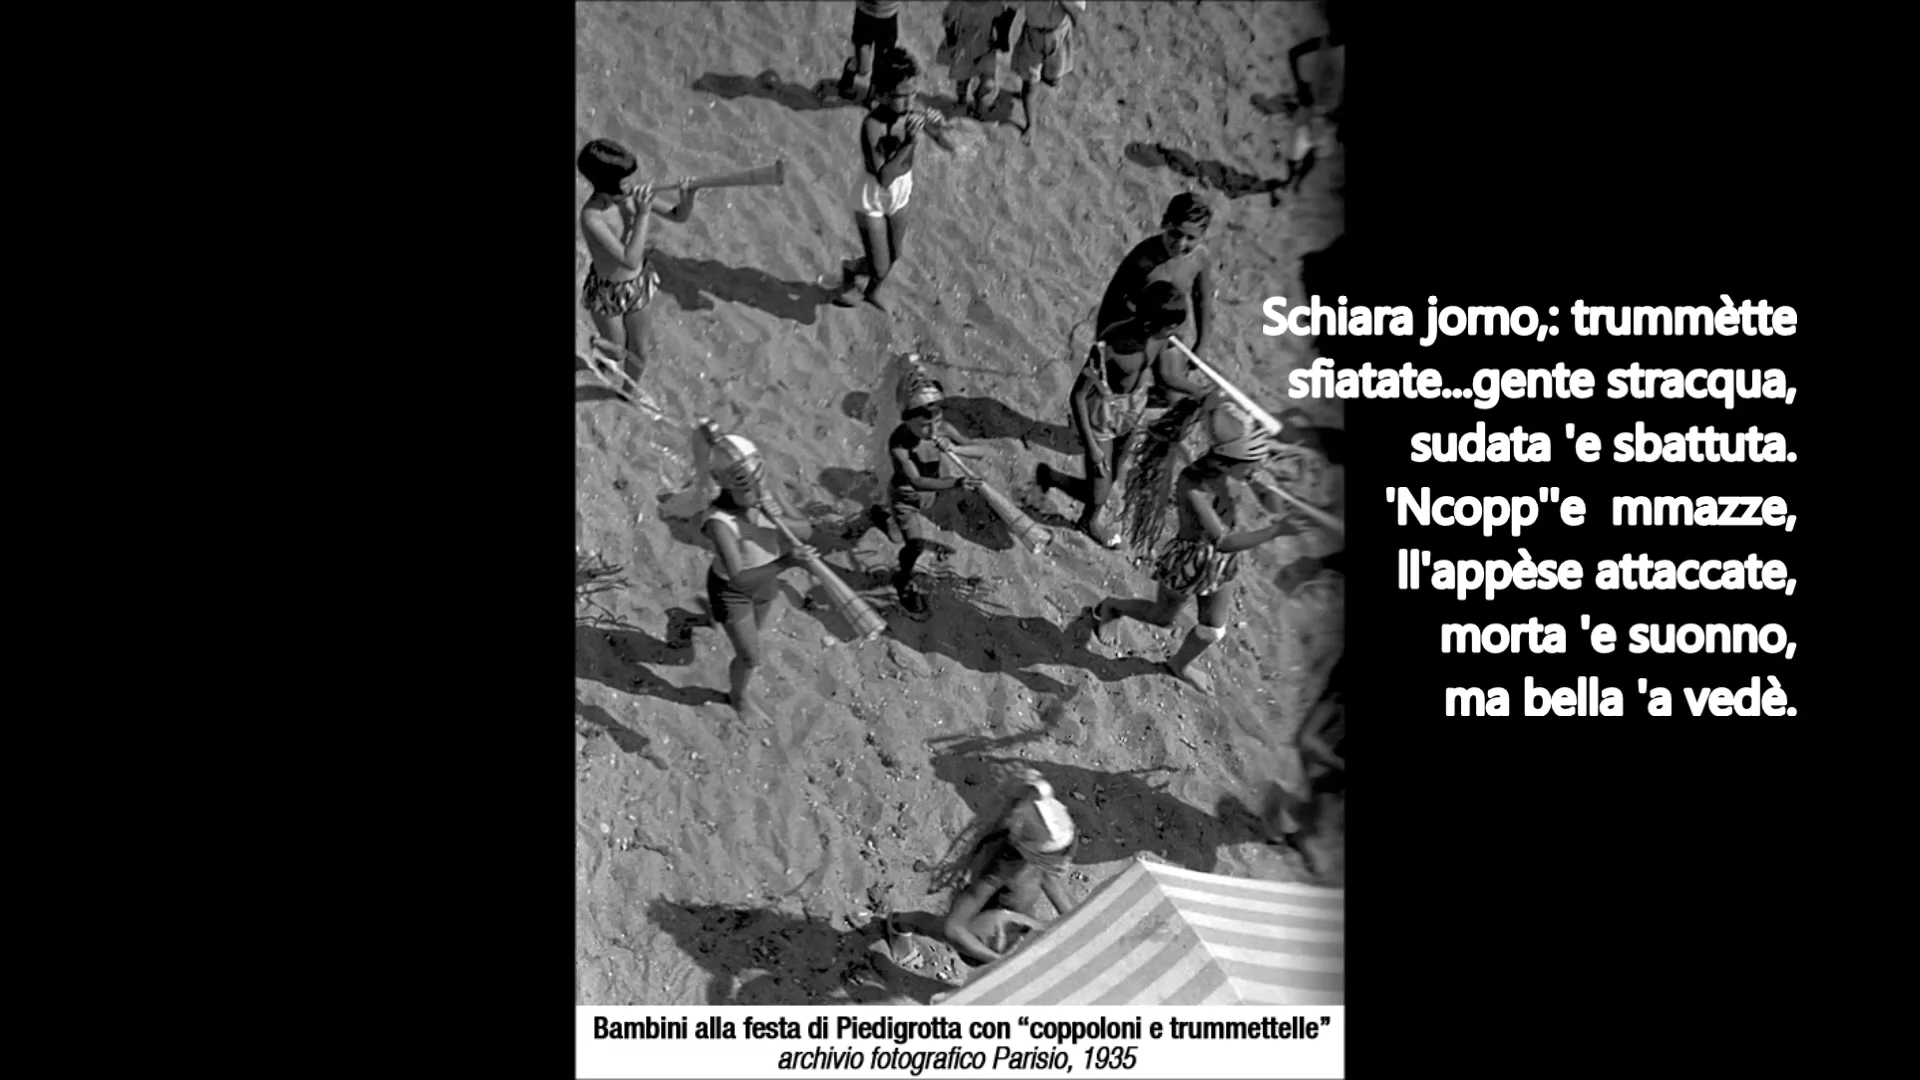 Schiara jorno,: trummètte
sfiatate...gente stracqua,
sudata 'e sbattuta.
'Ncopp''e mmazze,
ll'appèse attaccate,
morta 'e suonno,
ma bella 'a vedè.
Bambini alla festa di Piedigrotta con “coppoloni e trummettelle”
archivio fotografico Parisio, 1935